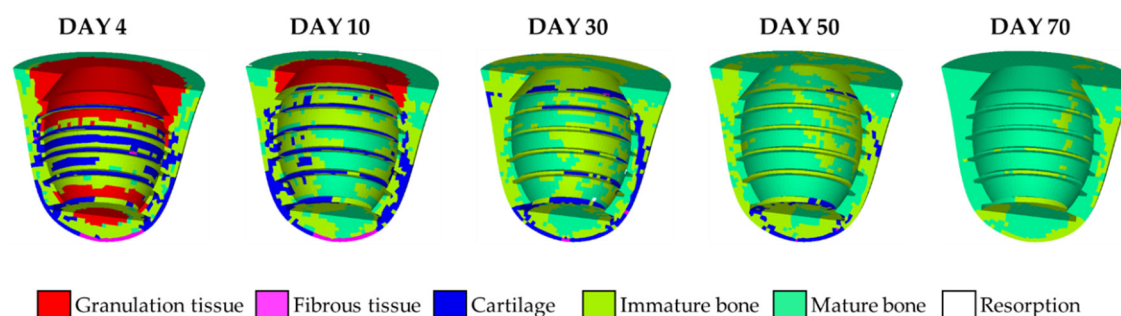 DAY 4 DAY 10 DAY 30 DAY 50 DAY 70
Granulation tissue Fibrous tissue Cartilage Immature bone Mature bone Resorption